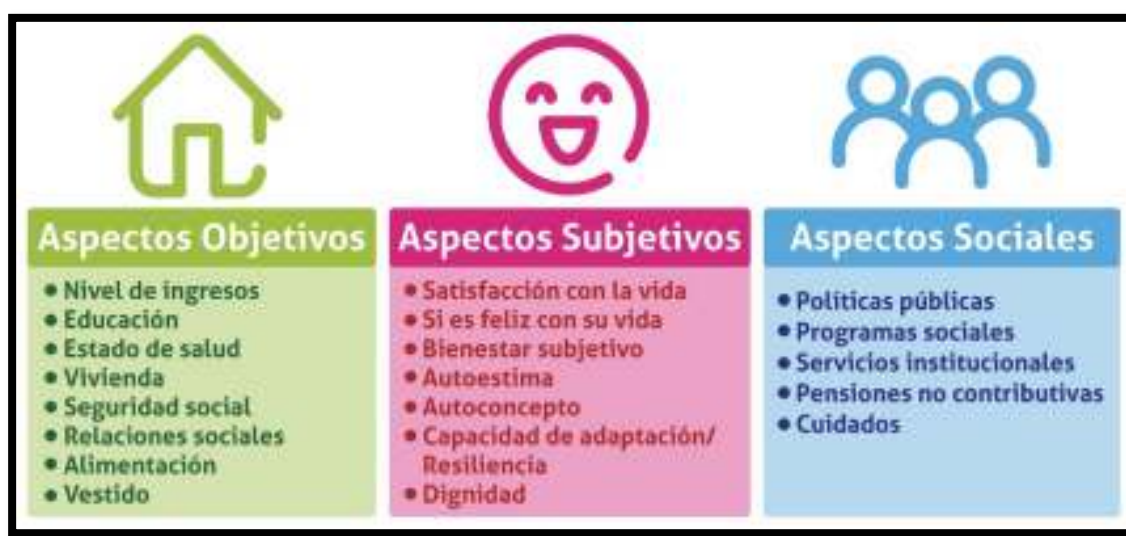 Aspectos Objetivos
• Nivel de ingresos
• Educación
• Estado de salud
• Vivienda
• Seguridad social
• Relaciones sociales
• Alimentación
• Vestido
Aspectos Subjetivos
• Satisfacción con la vida
• Si es feliz con su vida
• Bienestar subjetivo
• Autoestima
• Autoconcepto
• Capacidad de adaptación/
Resiliencia
• Dignidad
Aspectos Sociales
• Políticas públicas
• Programas sociales
• Servicios institucionales
• Pensiones no contributivas
• Cuidados